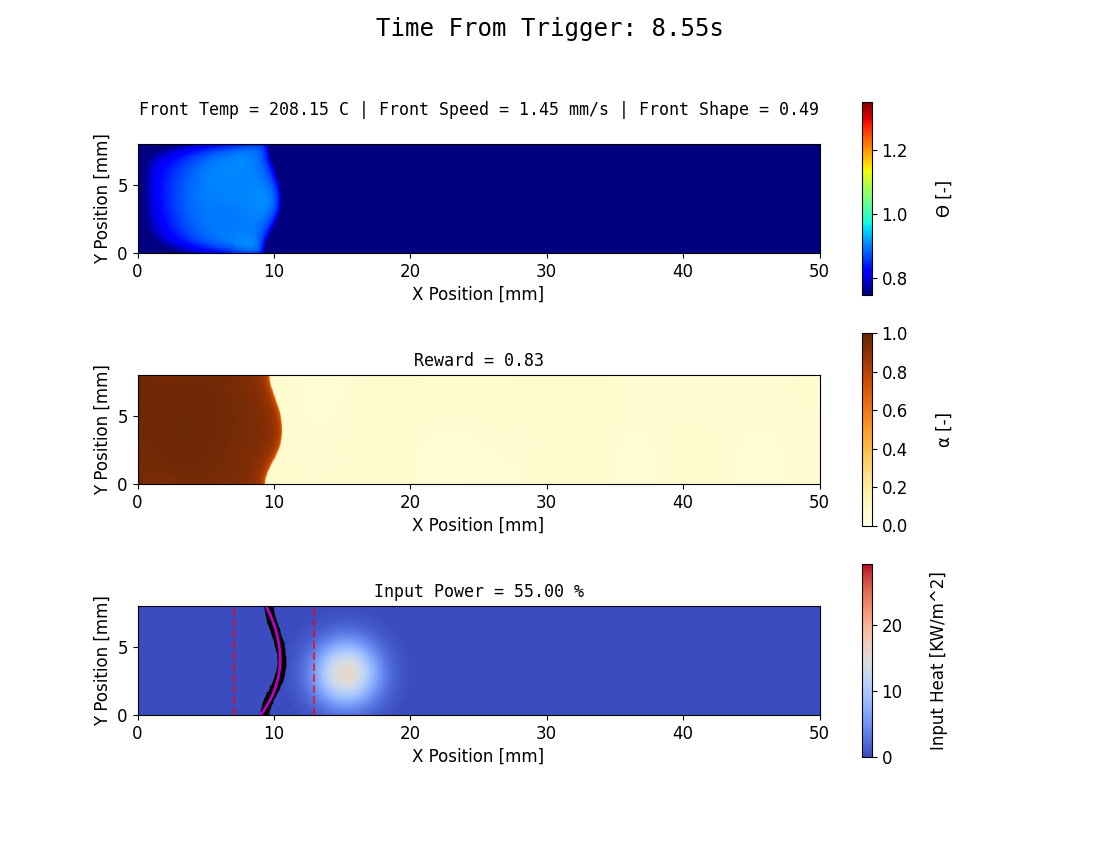 Time From Trigger: 8.55s
Front Temp = 208.15 C | Front Speed = 1.45 mm/s | Front Shape = 0.49
Y Position [mm]
5
0
0
10
20
30
40
50
X Position [mm]
1.2
1.0
0.8
Θ [-]
Reward = 0.83
Y Position [mm]
5
0
0
10
20
30
40
50
X Position [mm]
1.0
0.8
0.6
0.4
0.2
0.0
α [-]
Input Power = 55.00 %
Y Position [mm]
5
0
0
10
20
30
40
50
X Position [mm]
20
10
0
Input Heat [KW/m^2]